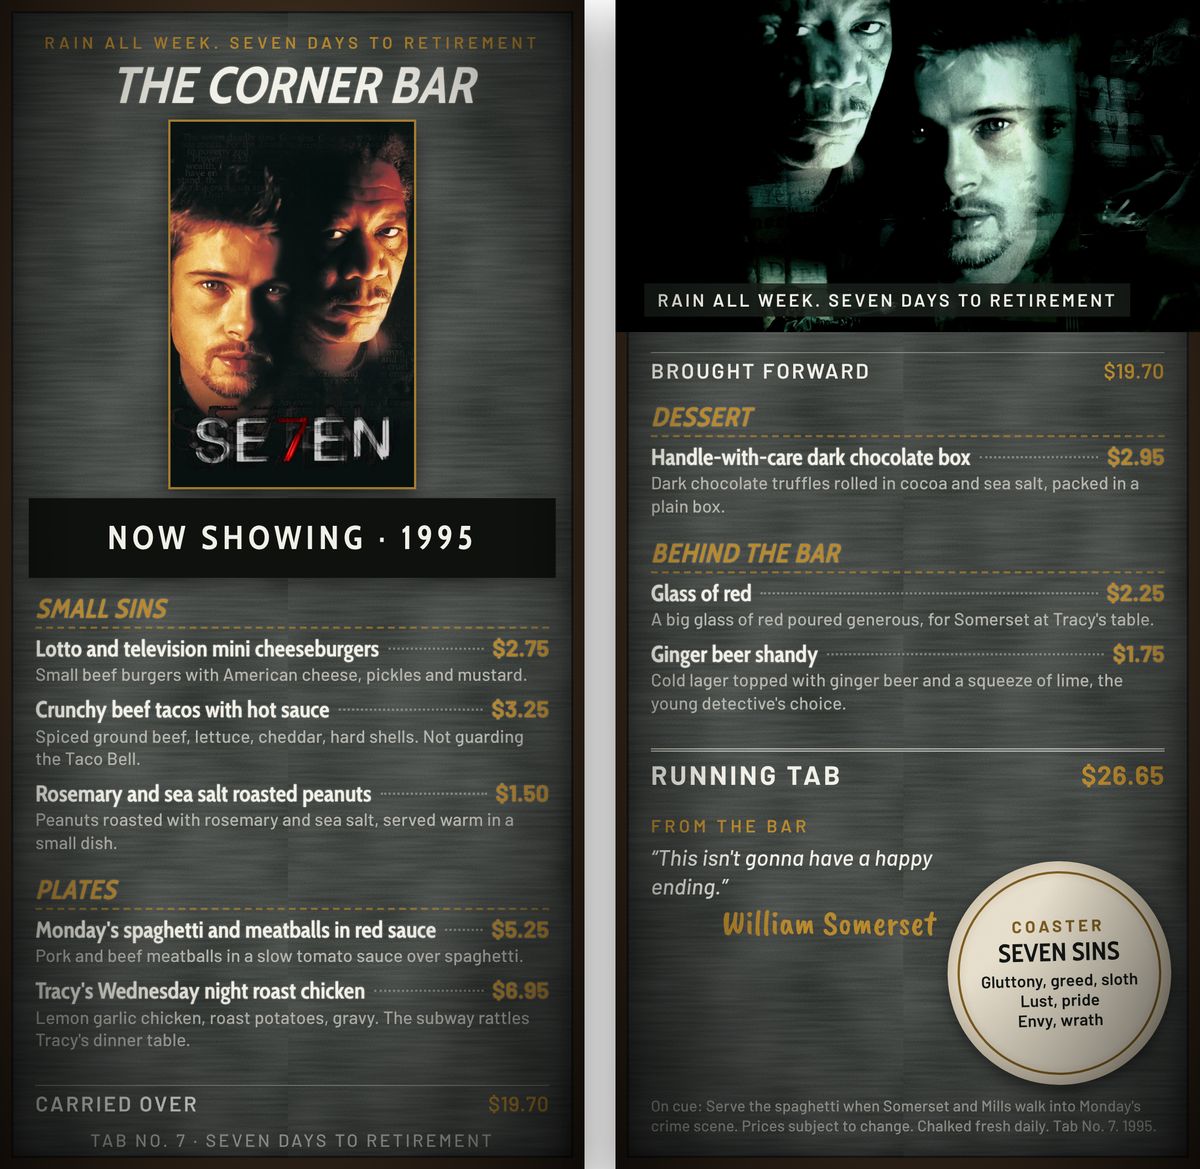 RAIN ALL WEEK. SEVEN DAYS TO RETIREMENT
THE CORNER BAR
SE7EN
NOW SHOWING · 1995
SMALL SINS
Lotto and television mini cheeseburgers $2.75
Small beef burgers with American cheese, pickles and mustard.
Crunchy beef tacos with hot sauce $3.25
Spiced ground beef, lettuce, cheddar, hard shells. Not guarding
the Taco Bell.
Rosemary and sea salt roasted peanuts $1.50
Peanuts roasted with rosemary and sea salt, served warm in a
small dish.
PLATES
Monday's spaghetti and meatballs in red sauce $5.25
Pork and beef meatballs in a slow tomato sauce over spaghetti.
Tracy's Wednesday night roast chicken $6.95
Lemon garlic chicken, roast potatoes, gravy. The subway rattles
Tracy's dinner table.
CARRIED OVER $19.70
TAB NO. 7 · SEVEN DAYS TO RETIREMENT
RAIN ALL WEEK. SEVEN DAYS TO RETIREMENT
BROUGHT FORWARD $19.70
DESSERT
Handle-with-care dark chocolate box $2.95
Dark chocolate truffles rolled in cocoa and sea salt, packed in a
plain box.
BEHIND THE BAR
Glass of red $2.25
A big glass of red poured generous, for Somerset at Tracy's table.
Ginger beer shandy $1.75
Cold lager topped with ginger beer and a squeeze of lime, the
young detective's choice.
RUNNING TAB $26.65
FROM THE BAR
“This isn't gonna have a happy
ending.”
William Somerset
COASTER
SEVEN SINS
Gluttony, greed, sloth
Lust, pride
Envy, wrath
On cue: Serve the spaghetti when Somerset and Mills walk into Monday's
crime scene. Prices subject to change. Chalked fresh daily. Tab No. 7. 1995.